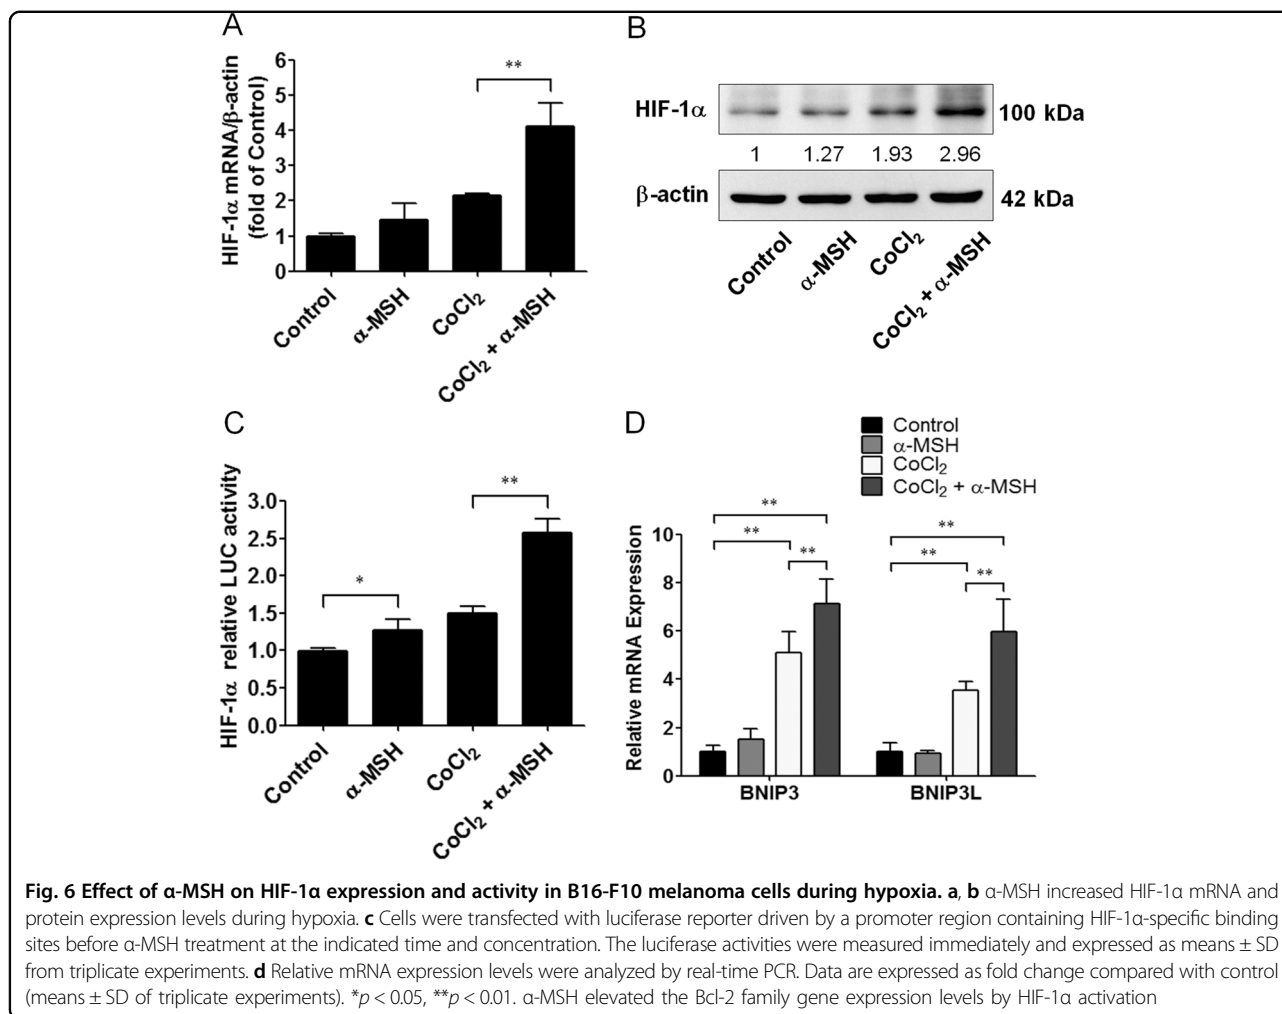 A
HIF-1α mRNA/β-actin
(fold of Control)
6
5
4
3
2
1
0
**
Control
α-MSH
CoCl₂
CoCl₂ + α-MSH
B
HIF-1α
100 kDa
1 1.27 1.93 2.96
β-actin
42 kDa
Control
α-MSH
CoCl₂
CoCl₂ + α-MSH
C
HIF-1α relative LUC activity
3.0
2.5
2.0
1.5
1.0
0.5
0.0
*
**
Control
α-MSH
CoCl₂
CoCl₂ + α-MSH
D
Control
α-MSH
CoCl₂
CoCl₂ + α-MSH
Relative mRNA Expression
10
8
6
4
2
0
**
**
**
**
**
**
BNIP3
BNIP3L
Fig. 6 Effect of α-MSH on HIF-1α expression and activity in B16-F10 melanoma cells during hypoxia. a, b α-MSH increased HIF-1α mRNA and
protein expression levels during hypoxia. c Cells were transfected with luciferase reporter driven by a promoter region containing HIF-1α-specific binding
sites before α-MSH treatment at the indicated time and concentration. The luciferase activities were measured immediately and expressed as means ± SD
from triplicate experiments. d Relative mRNA expression levels were analyzed by real-time PCR. Data are expressed as fold change compared with control
(means ± SD of triplicate experiments). *p < 0.05, **p < 0.01. α-MSH elevated the Bcl-2 family gene expression levels by HIF-1α activation